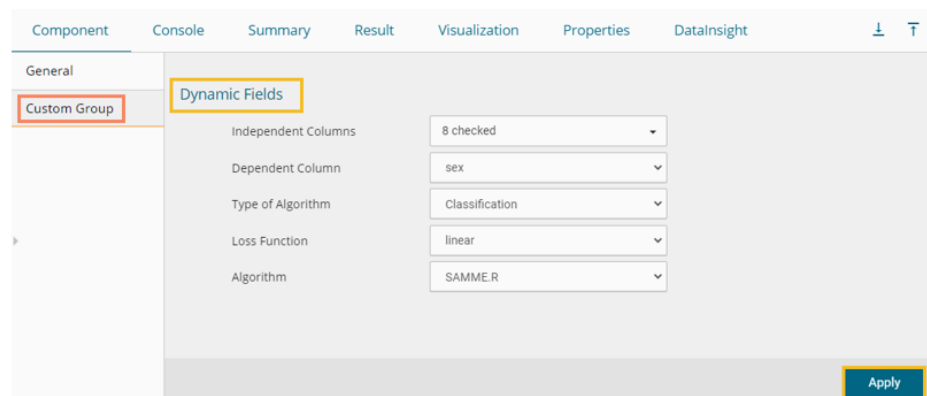 Component Console Summary Result Visualization Properties DataInsight
General
Custom Group
Dynamic Fields
Independent Columns 8 checked
Dependent Column sex
Type of Algorithm Classification
Loss Function linear
Algorithm SAMME.R
Apply